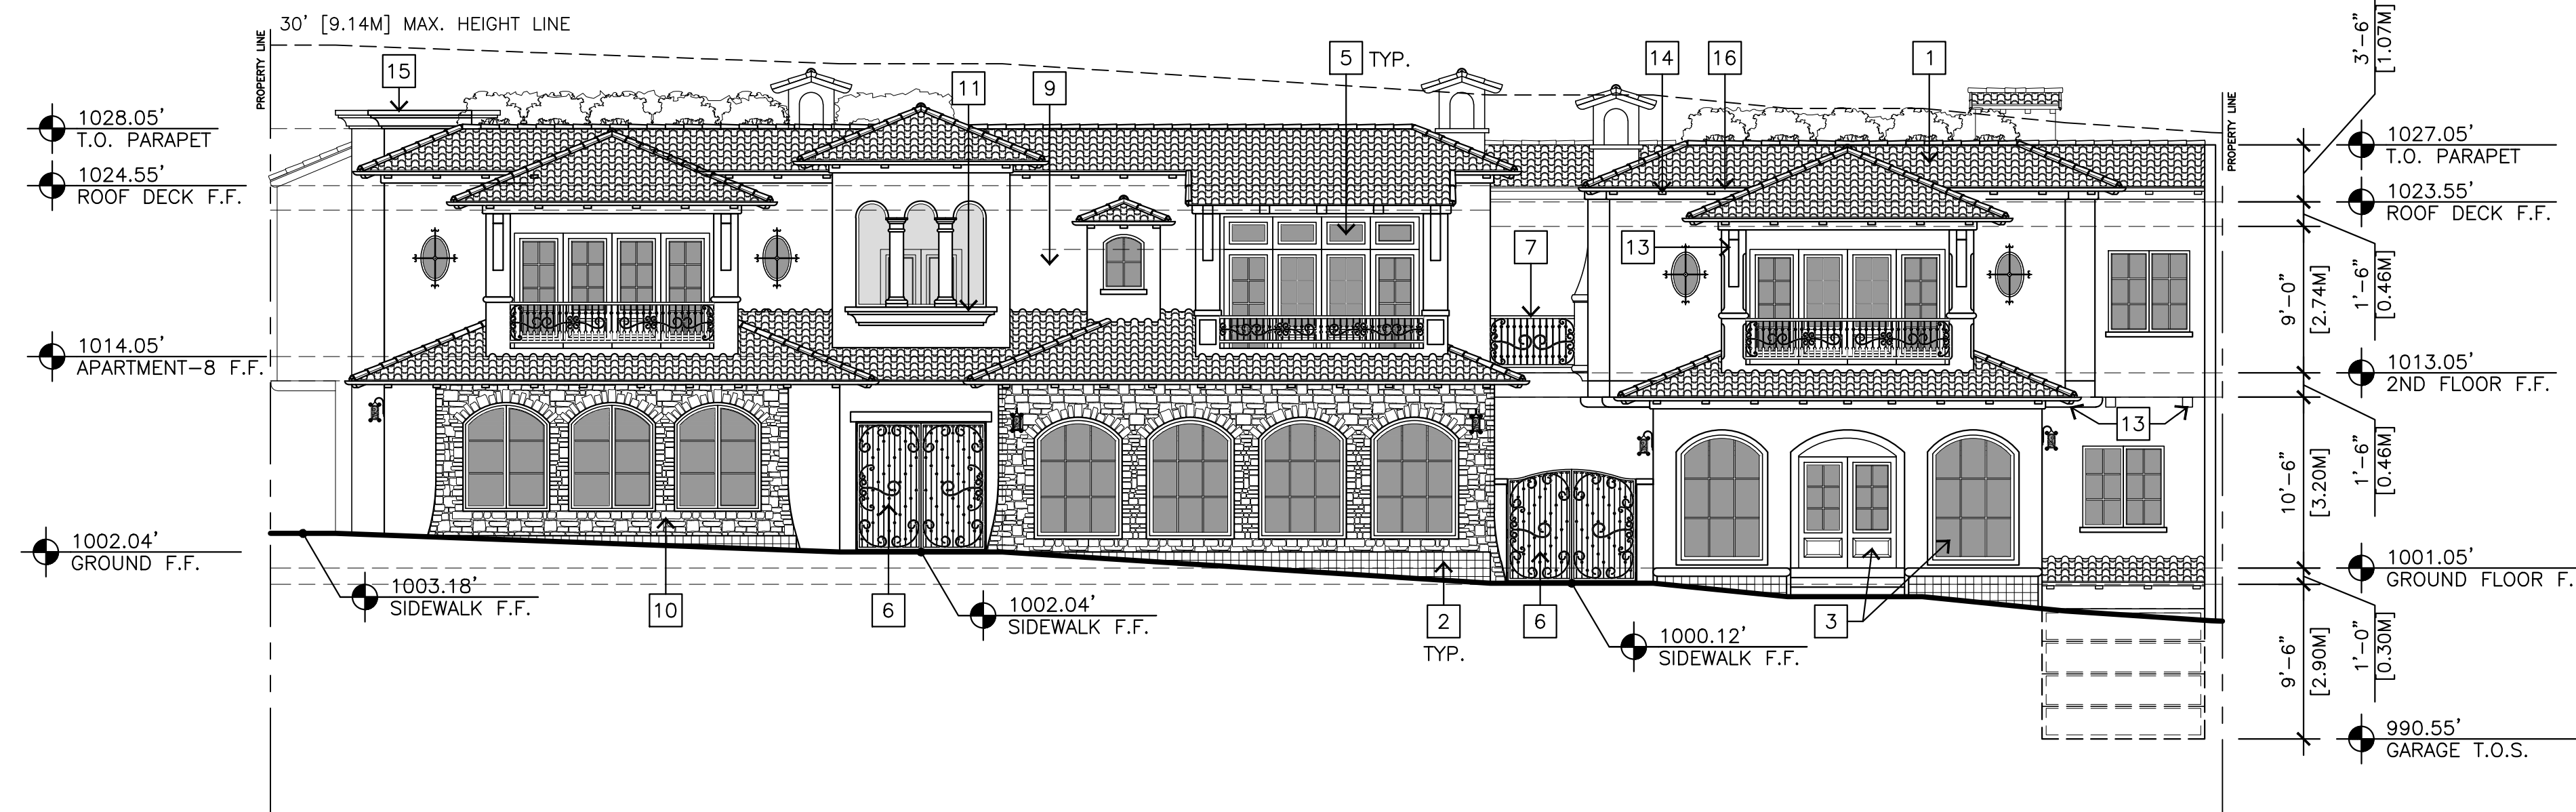 30' [9.14M] MAX. HEIGHT LINE
PROPERTY LINE
15
11
9
5 TYP.
14
16
1
PROPERTY LINE
3'-6"
[1.07M]
1028.05'
T.O. PARAPET
1024.55'
ROOF DECK F.F.
1014.05'
APARTMENT-8 F.F.
1002.04'
GROUND F.F.
1003.18'
SIDEWALK F.F.
10
6
1002.04'
SIDEWALK F.F.
7
13
13
2
TYP.
6
1000.12'
SIDEWALK F.F.
3
1027.05'
T.O. PARAPET
1023.55'
ROOF DECK F.F.
9'-0"
[2.74M]
1'-6"
[0.46M]
1013.05'
2ND FLOOR F.F.
10'-6"
[3.20M]
1'-6"
[0.46M]
1001.05'
GROUND FLOOR F.
9'-6"
[2.90M]
1'-0"
[0.30M]
990.55'
GARAGE T.O.S.